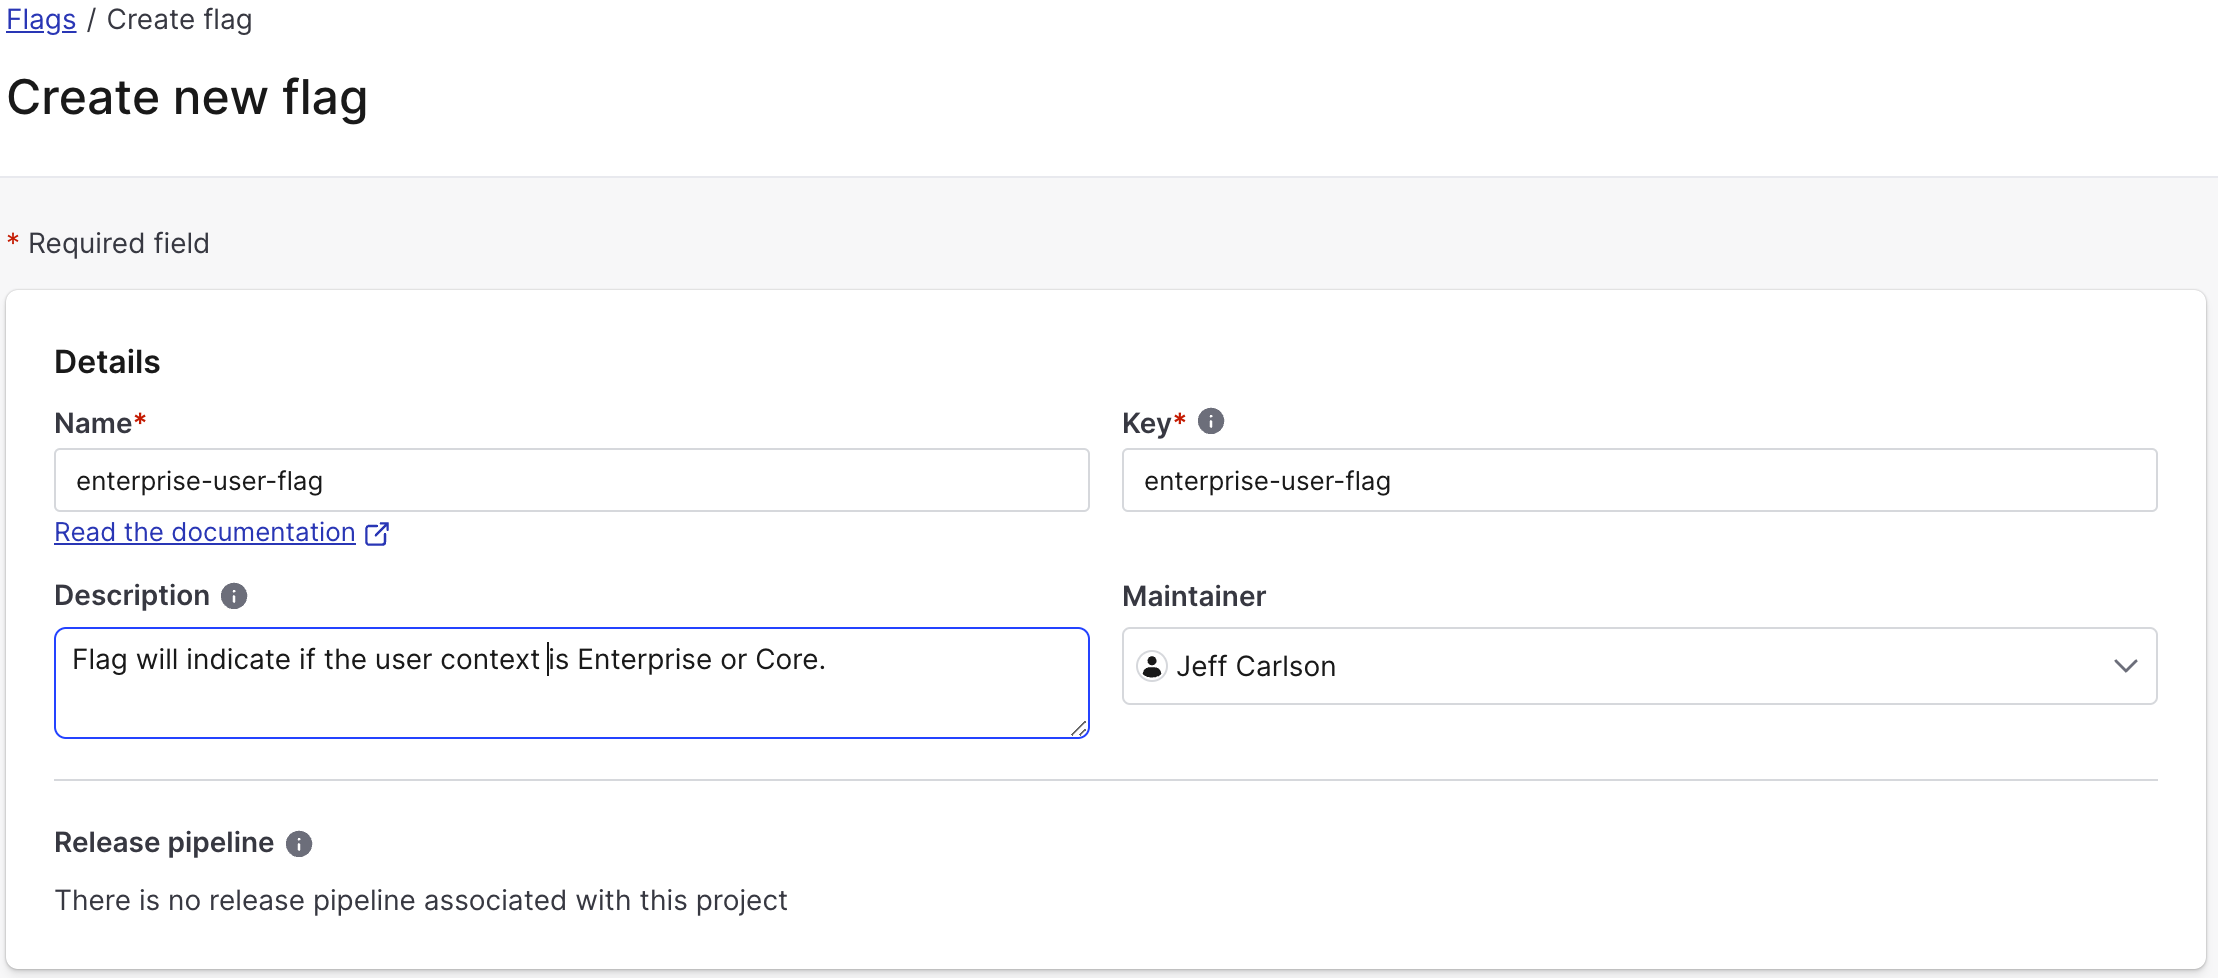 Flags / Create flag
Create new flag
* Required field
Details
Name*
Key*
enterprise-user-flag
enterprise-user-flag
Read the documentation
Description
Maintainer
Flag will indicate if the user context is Enterprise or Core.
Jeff Carlson
Release pipeline
There is no release pipeline associated with this project